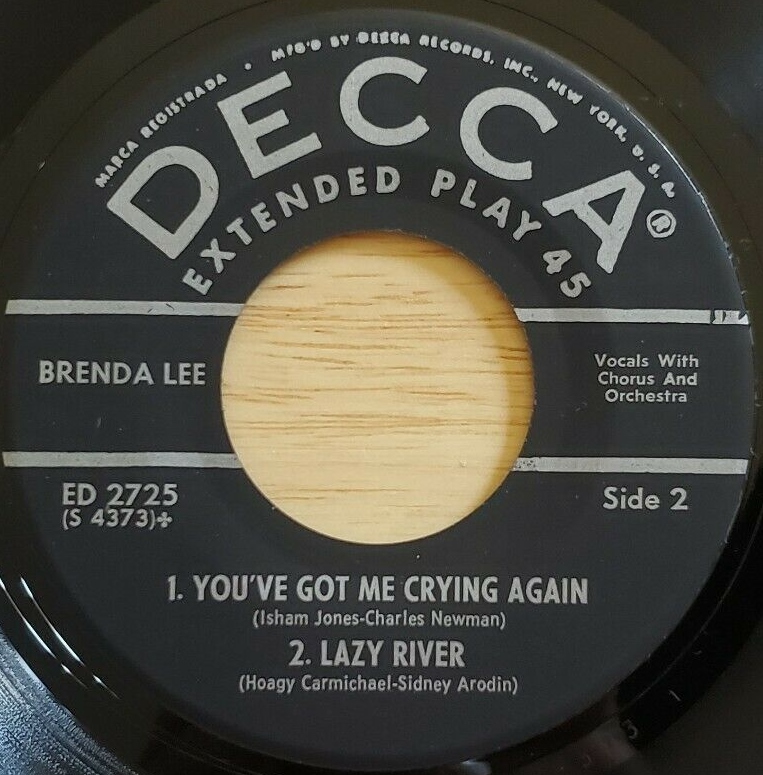 MARCA REGISTRADA • MFG'D BY DECCA RECORDS, INC., NEW YORK, U. S. A.
DECCA®
EXTENDED PLAY 45
BRENDA LEE
Vocals With
Chorus And
Orchestra
ED 2725
(S 4373)✤
Side 2
1. YOU'VE GOT ME CRYING AGAIN
(Isham Jones-Charles Newman)
2. LAZY RIVER
(Hoagy Carmichael-Sidney Arodin)